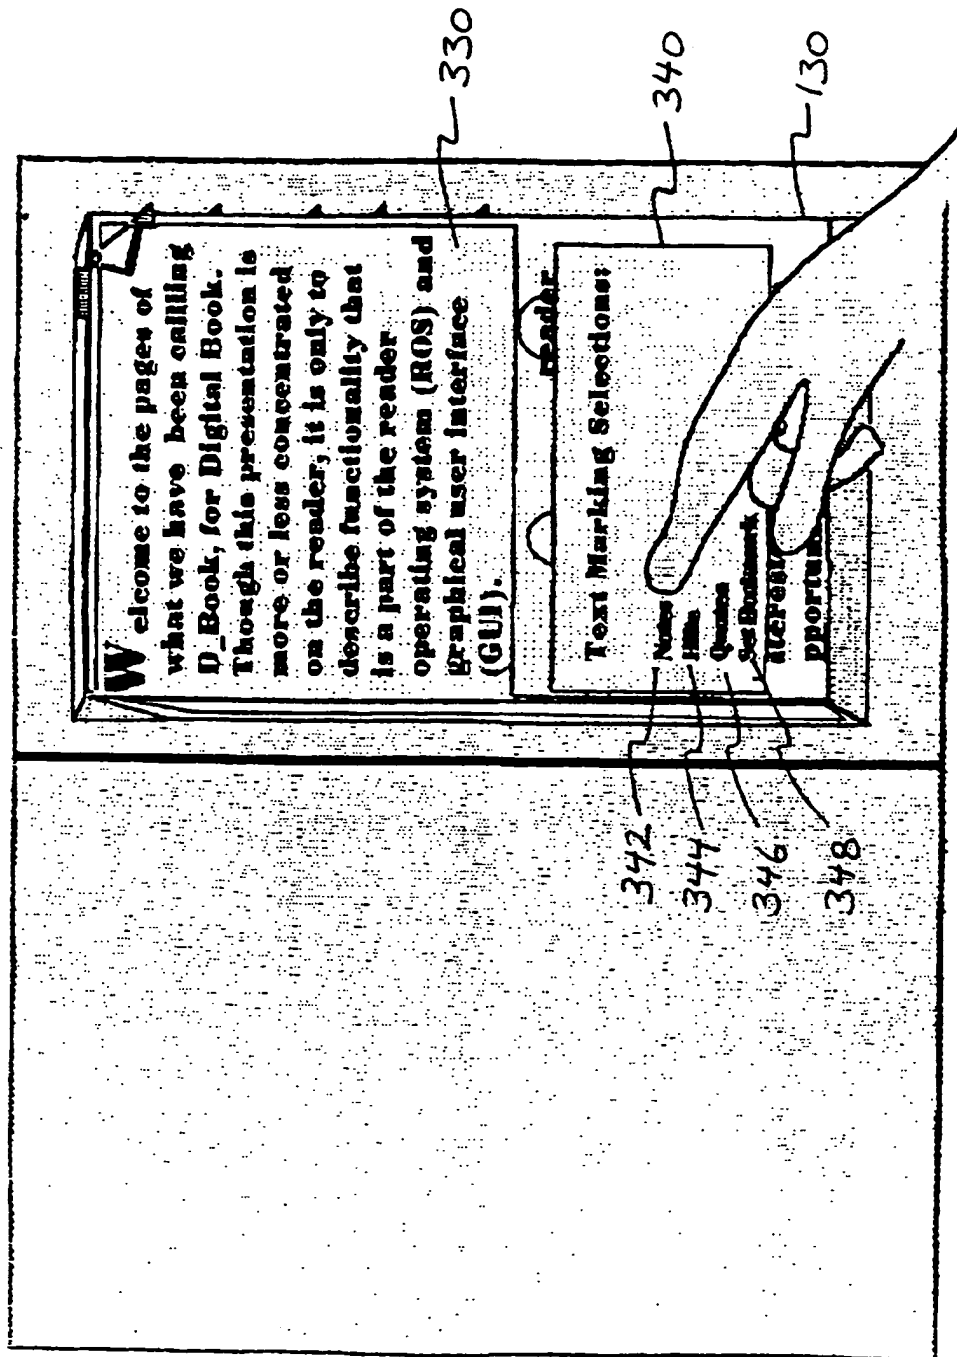 Welcome to the pages of
what we have been calling
D_Book, for Digital Book.
Though this presentation is
more or less concentrated
on the reader, it is only to
describe functionality that
is a part of the reader
operating system (ROS) and
graphical user interface
(GUI).
330
reader
Text Marking Selections:
340
342
Notes
344
346
Quotes
348
Set Bookmark
130